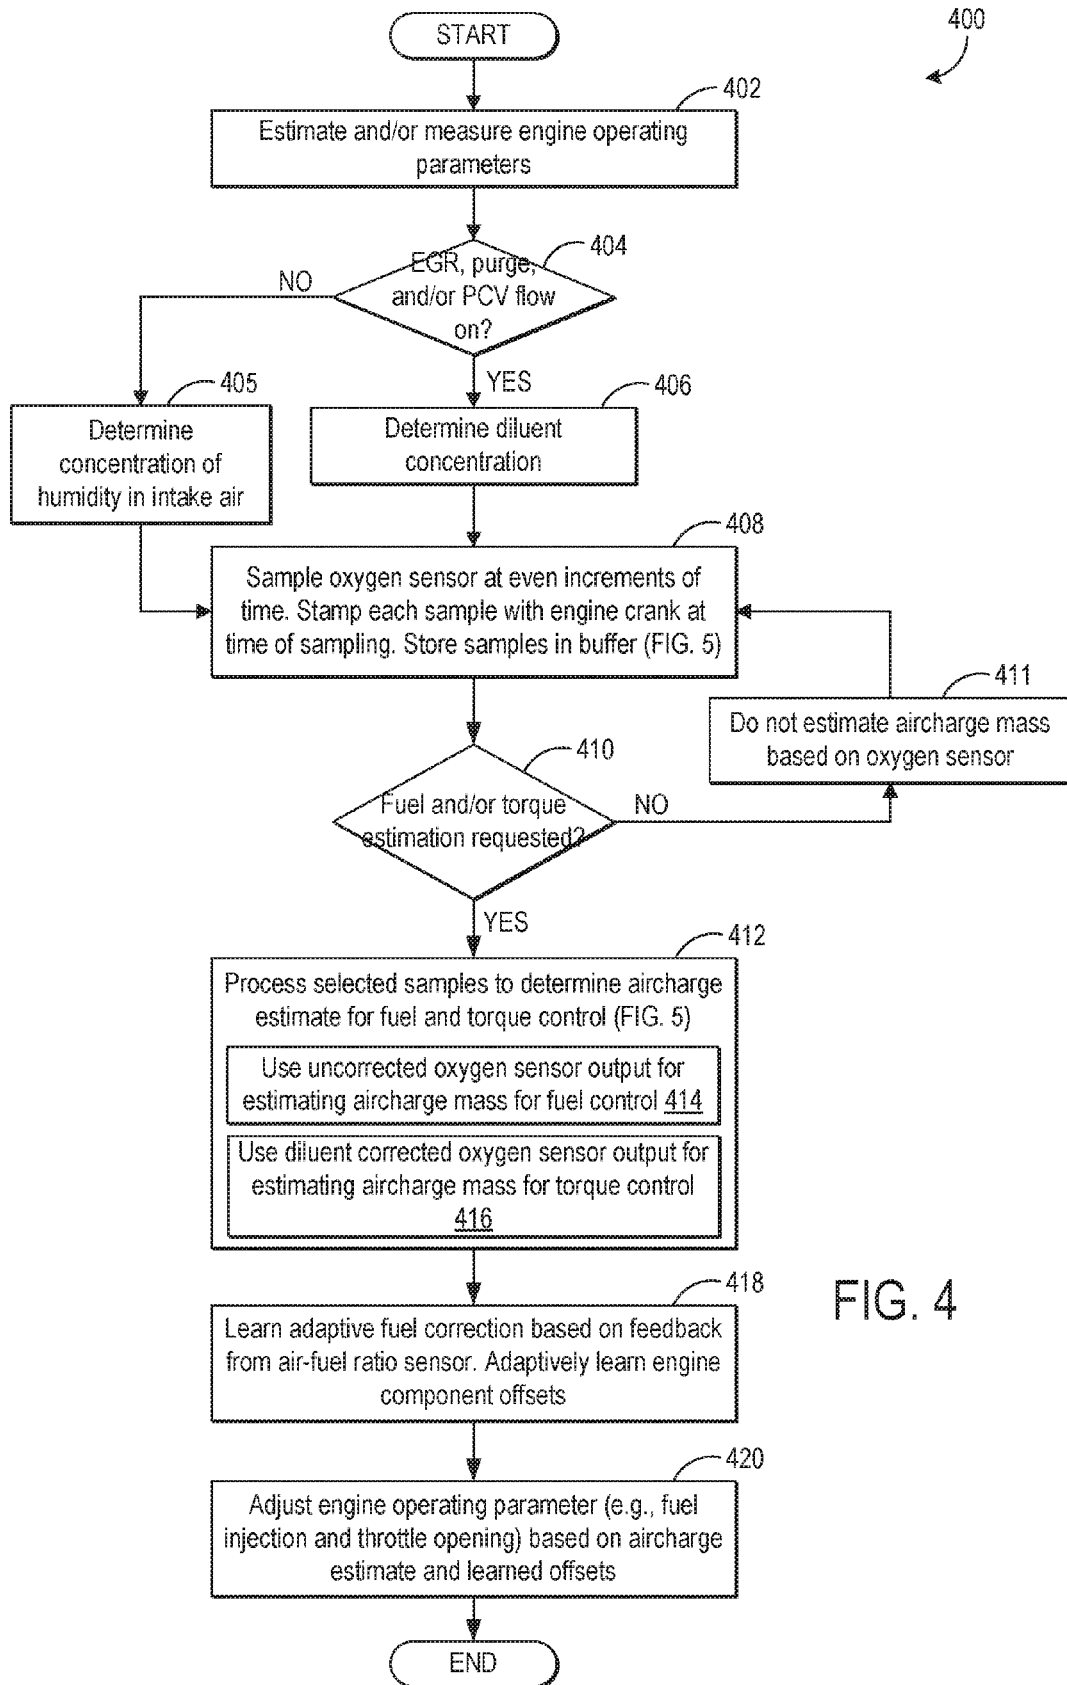 START
400
402
Estimate and/or measure engine operating
parameters
404
EGR, purge,
and/or PCV flow
on?
NO
YES
405
Determine
concentration of
humidity in intake air
406
Determine diluent
concentration
408
Sample oxygen sensor at even increments of
time. Stamp each sample with engine crank at
time of sampling. Store samples in buffer (FIG. 5)
411
Do not estimate aircharge mass
based on oxygen sensor
410
Fuel and/or torque
estimation requested?
NO
YES
412
Process selected samples to determine aircharge
estimate for fuel and torque control (FIG. 5)
Use uncorrected oxygen sensor output for
estimating aircharge mass for fuel control 414
Use diluent corrected oxygen sensor output for
estimating aircharge mass for torque control
416
418
Learn adaptive fuel correction based on feedback
from air-fuel ratio sensor. Adaptively learn engine
component offsets
FIG. 4
420
Adjust engine operating parameter (e.g., fuel
injection and throttle opening) based on aircharge
estimate and learned offsets
END